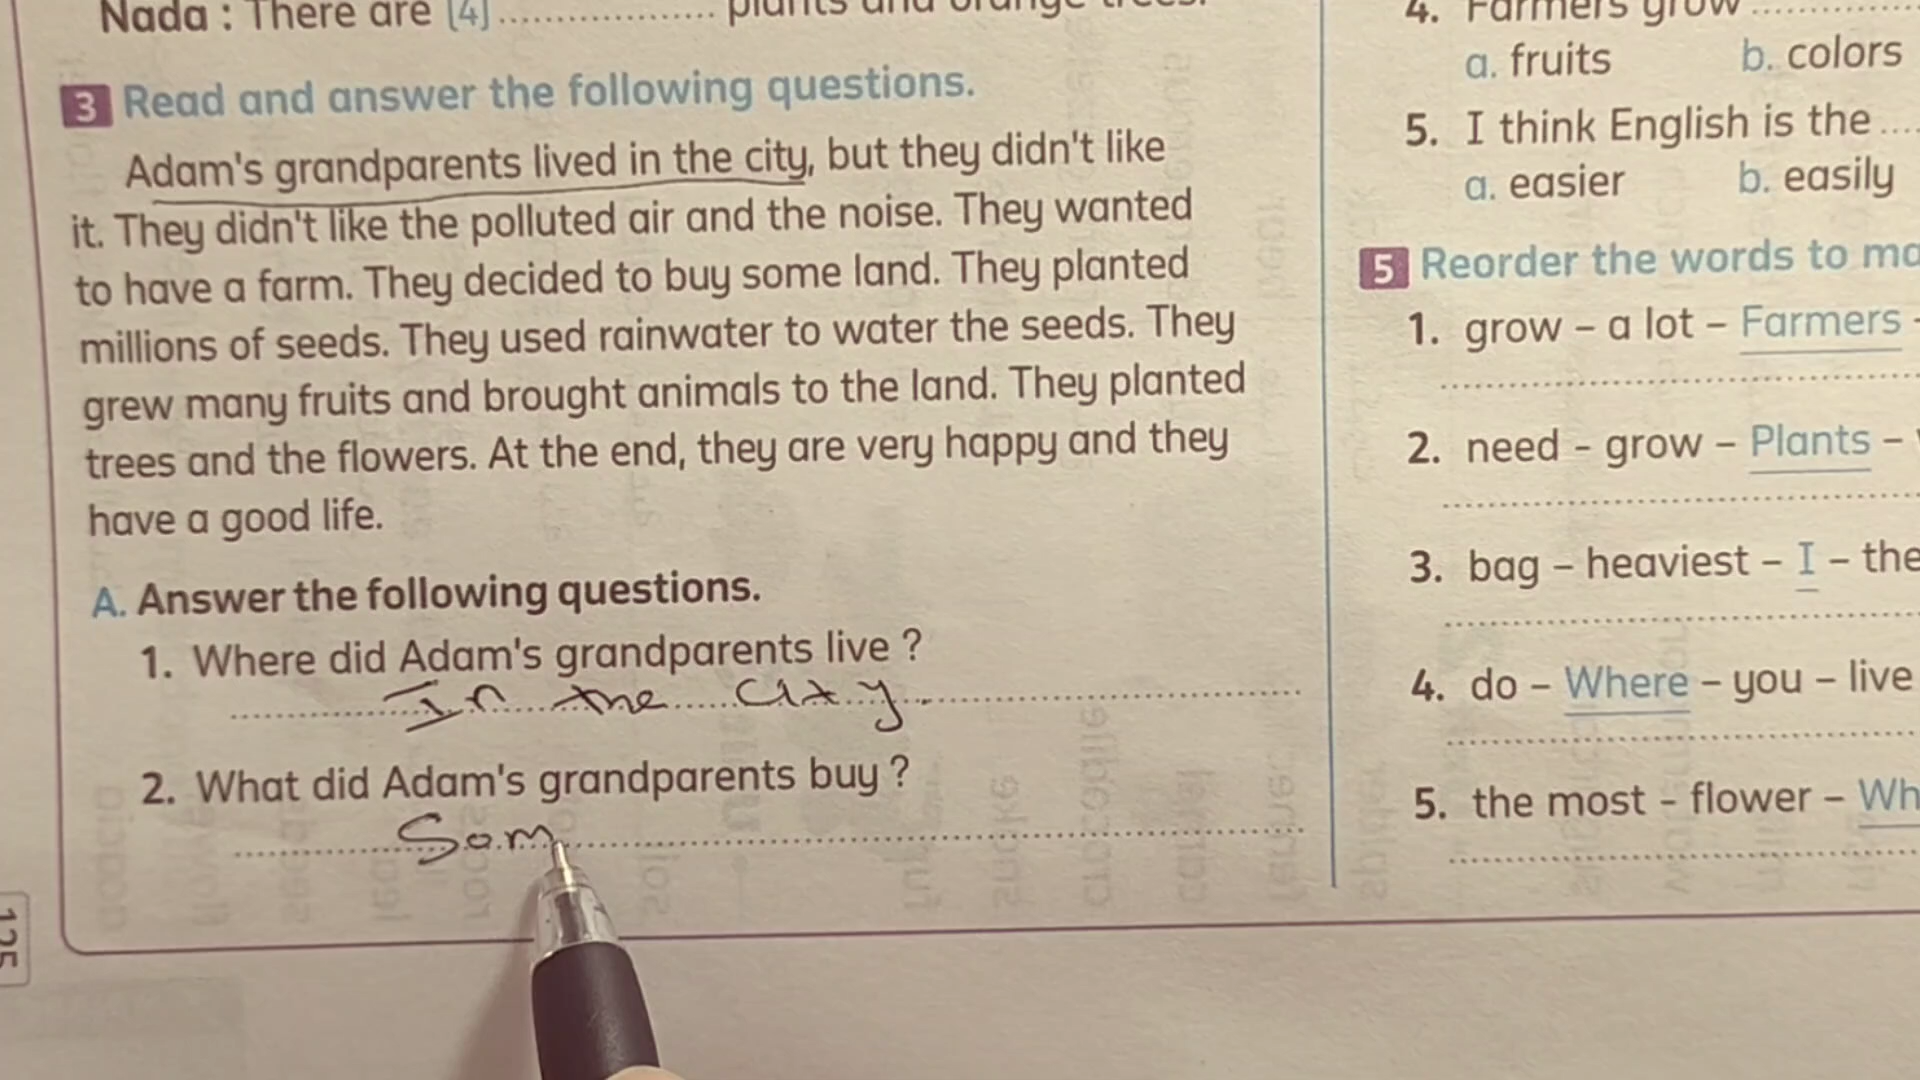 Nada : There are [4] .................... plants and orange trees.
3 Read and answer the following questions.
Adam's grandparents lived in the city, but they didn't like
it. They didn't like the polluted air and the noise. They wanted
to have a farm. They decided to buy some land. They planted
millions of seeds. They used rainwater to water the seeds. They
grew many fruits and brought animals to the land. They planted
trees and the flowers. At the end, they are very happy and they
have a good life.
A. Answer the following questions.
1. Where did Adam's grandparents live ?
In the city.
2. What did Adam's grandparents buy ?
Som
125
4. Farmers grow ..........
a. fruits b. colors
5. I think English is the ....
a. easier b. easily
5 Reorder the words to
1. grow – a lot – Farmers –
2. need – grow – Plants –
3. bag – heaviest – I – the
4. do – Where – you – live
5. the most – flower – Wh